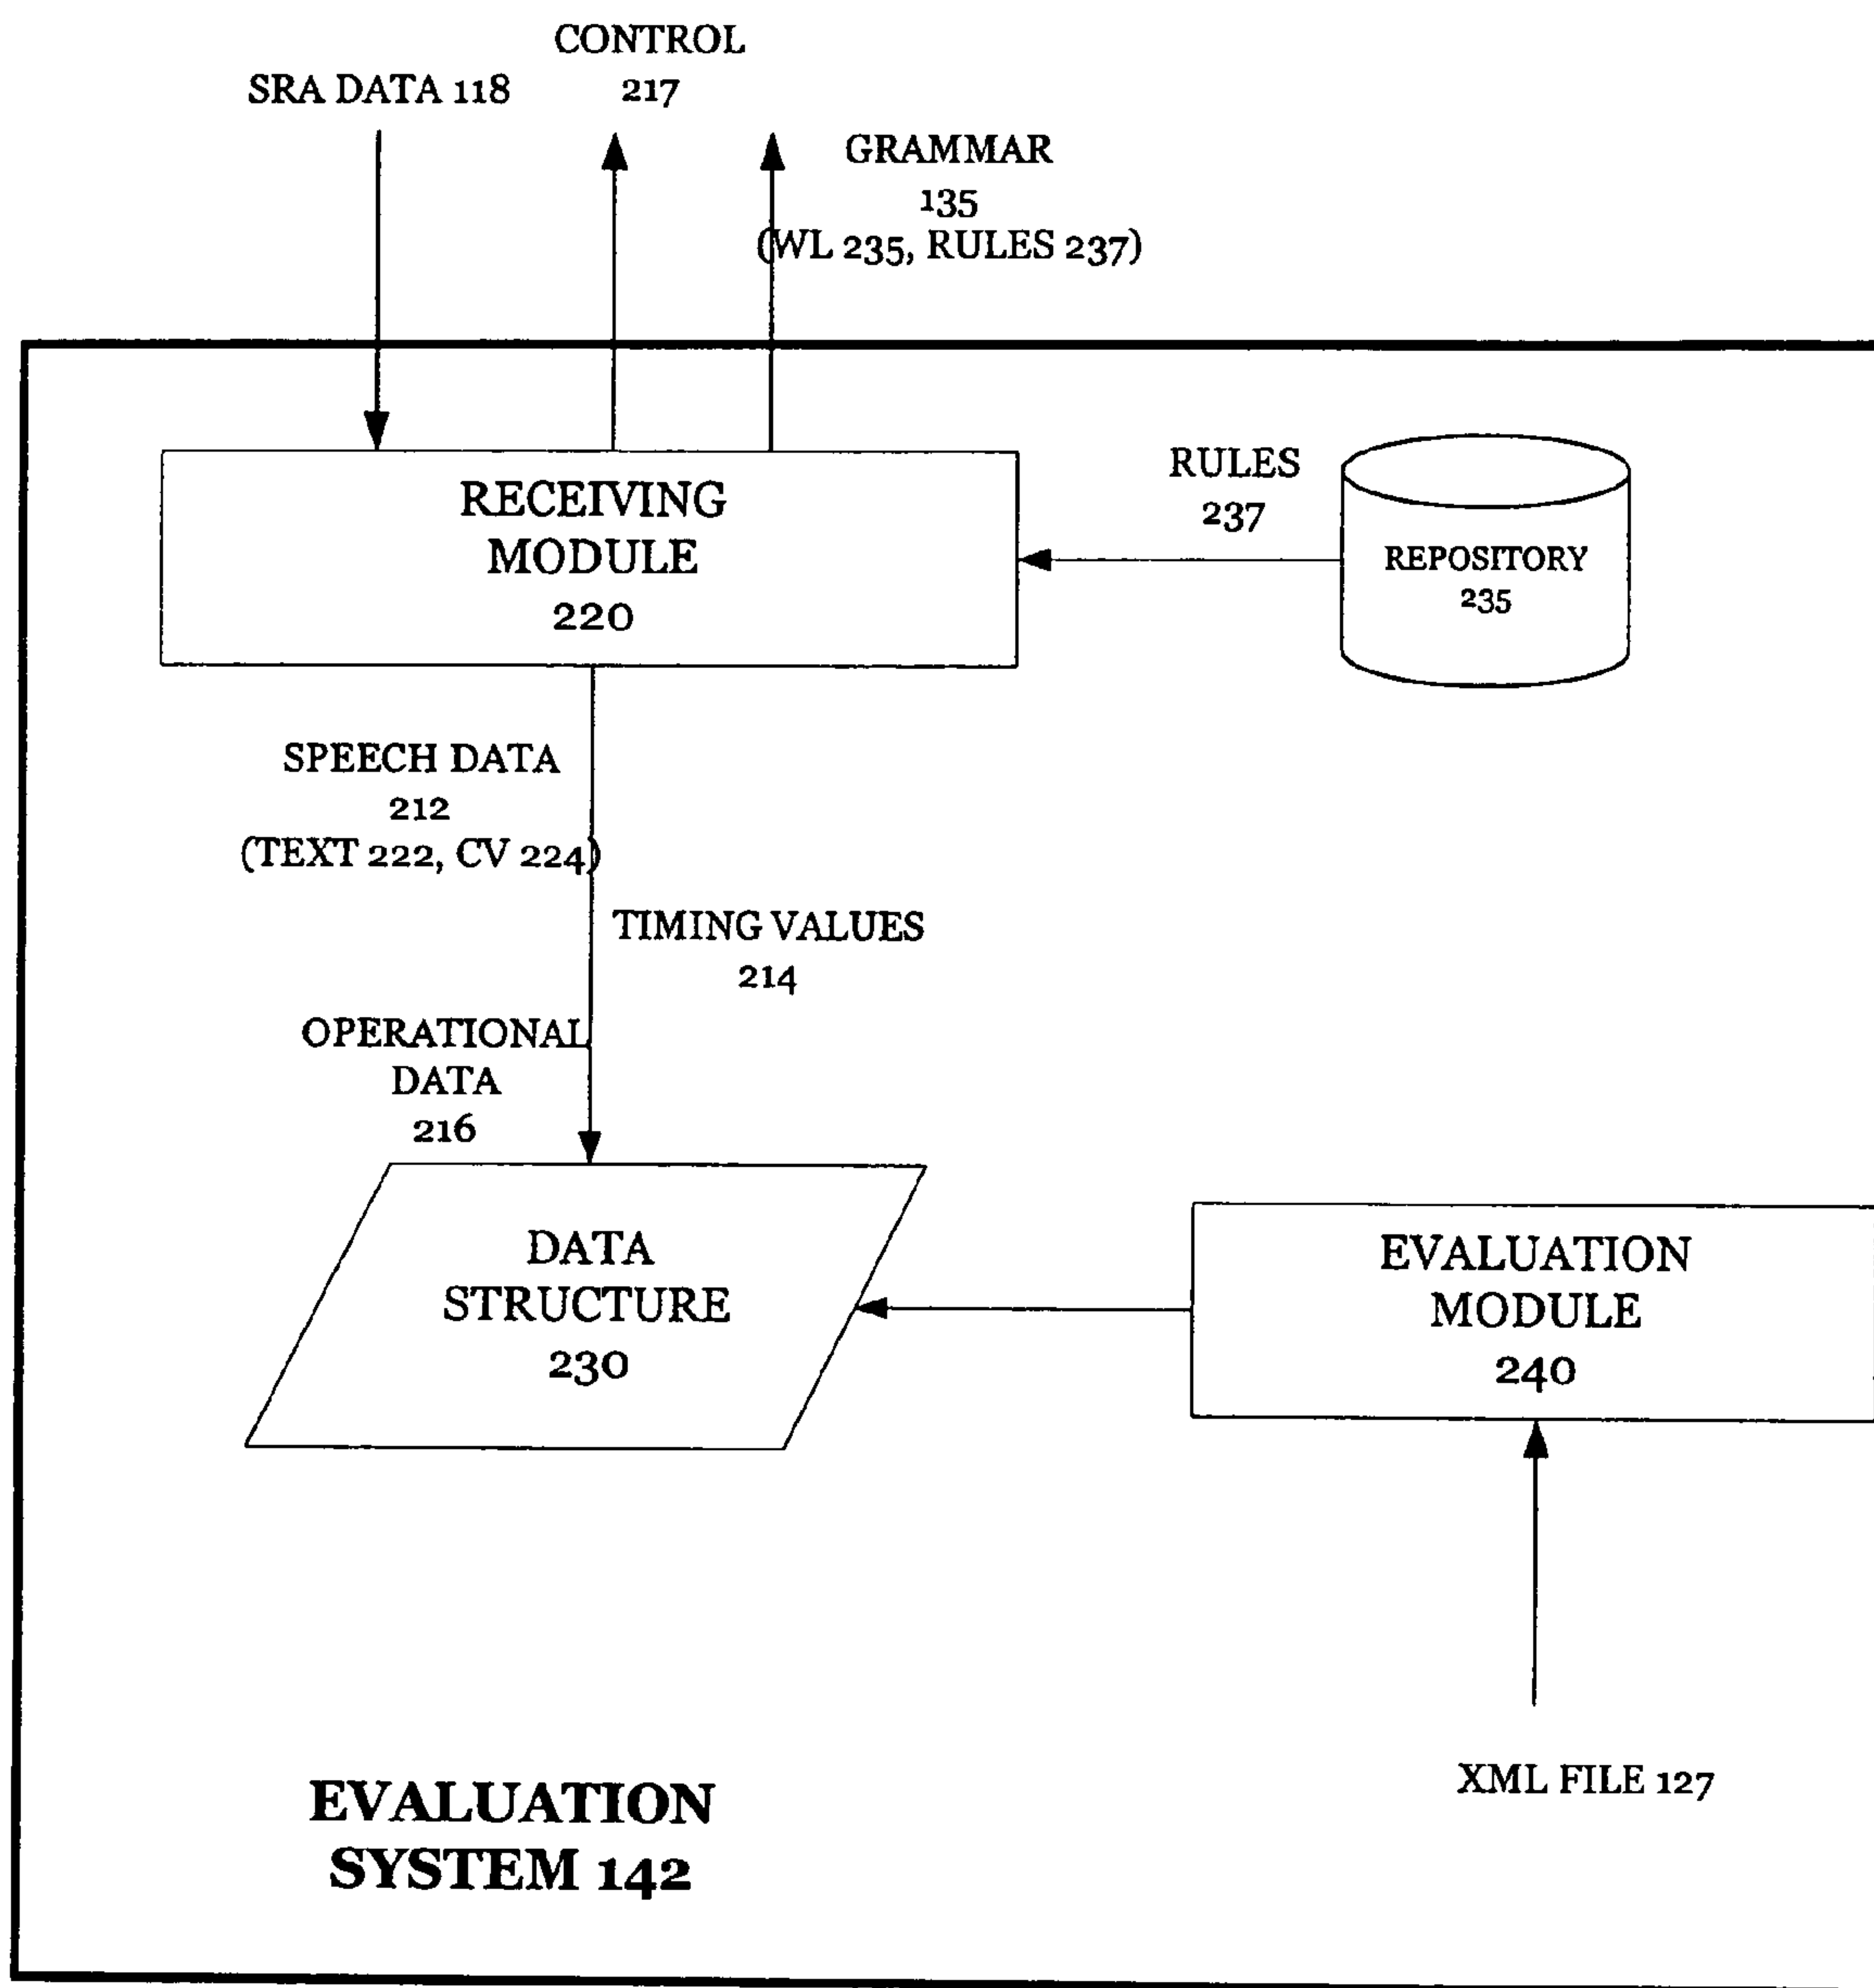 CONTROL
217
SRA DATA 118
GRAMMAR
135
(WL 235, RULES 237)
RECEIVING
MODULE
220
RULES
237
REPOSITORY
235
SPEECH DATA
212
(TEXT 222, CV 224)
TIMING VALUES
214
OPERATIONAL
DATA
216
DATA
STRUCTURE
230
EVALUATION
MODULE
240
XML FILE 127
EVALUATION
SYSTEM 142